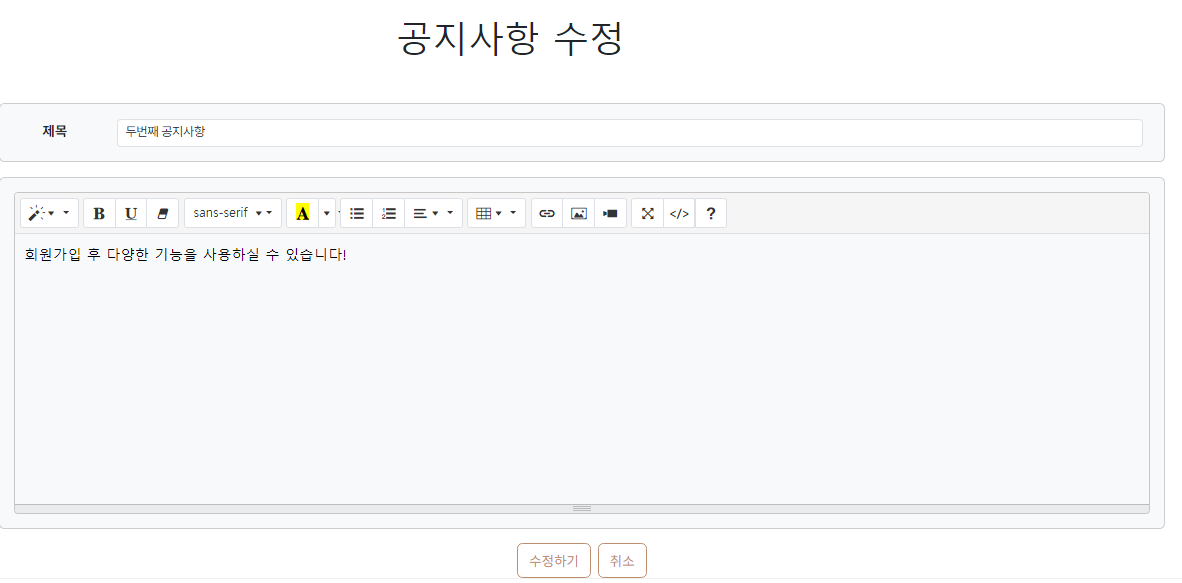 공지사항 수정
제목 두번째 공지사항
B U sans-serif A </> ?
회원가입 후 다양한 기능을 사용하실 수 있습니다!
수정하기 취소